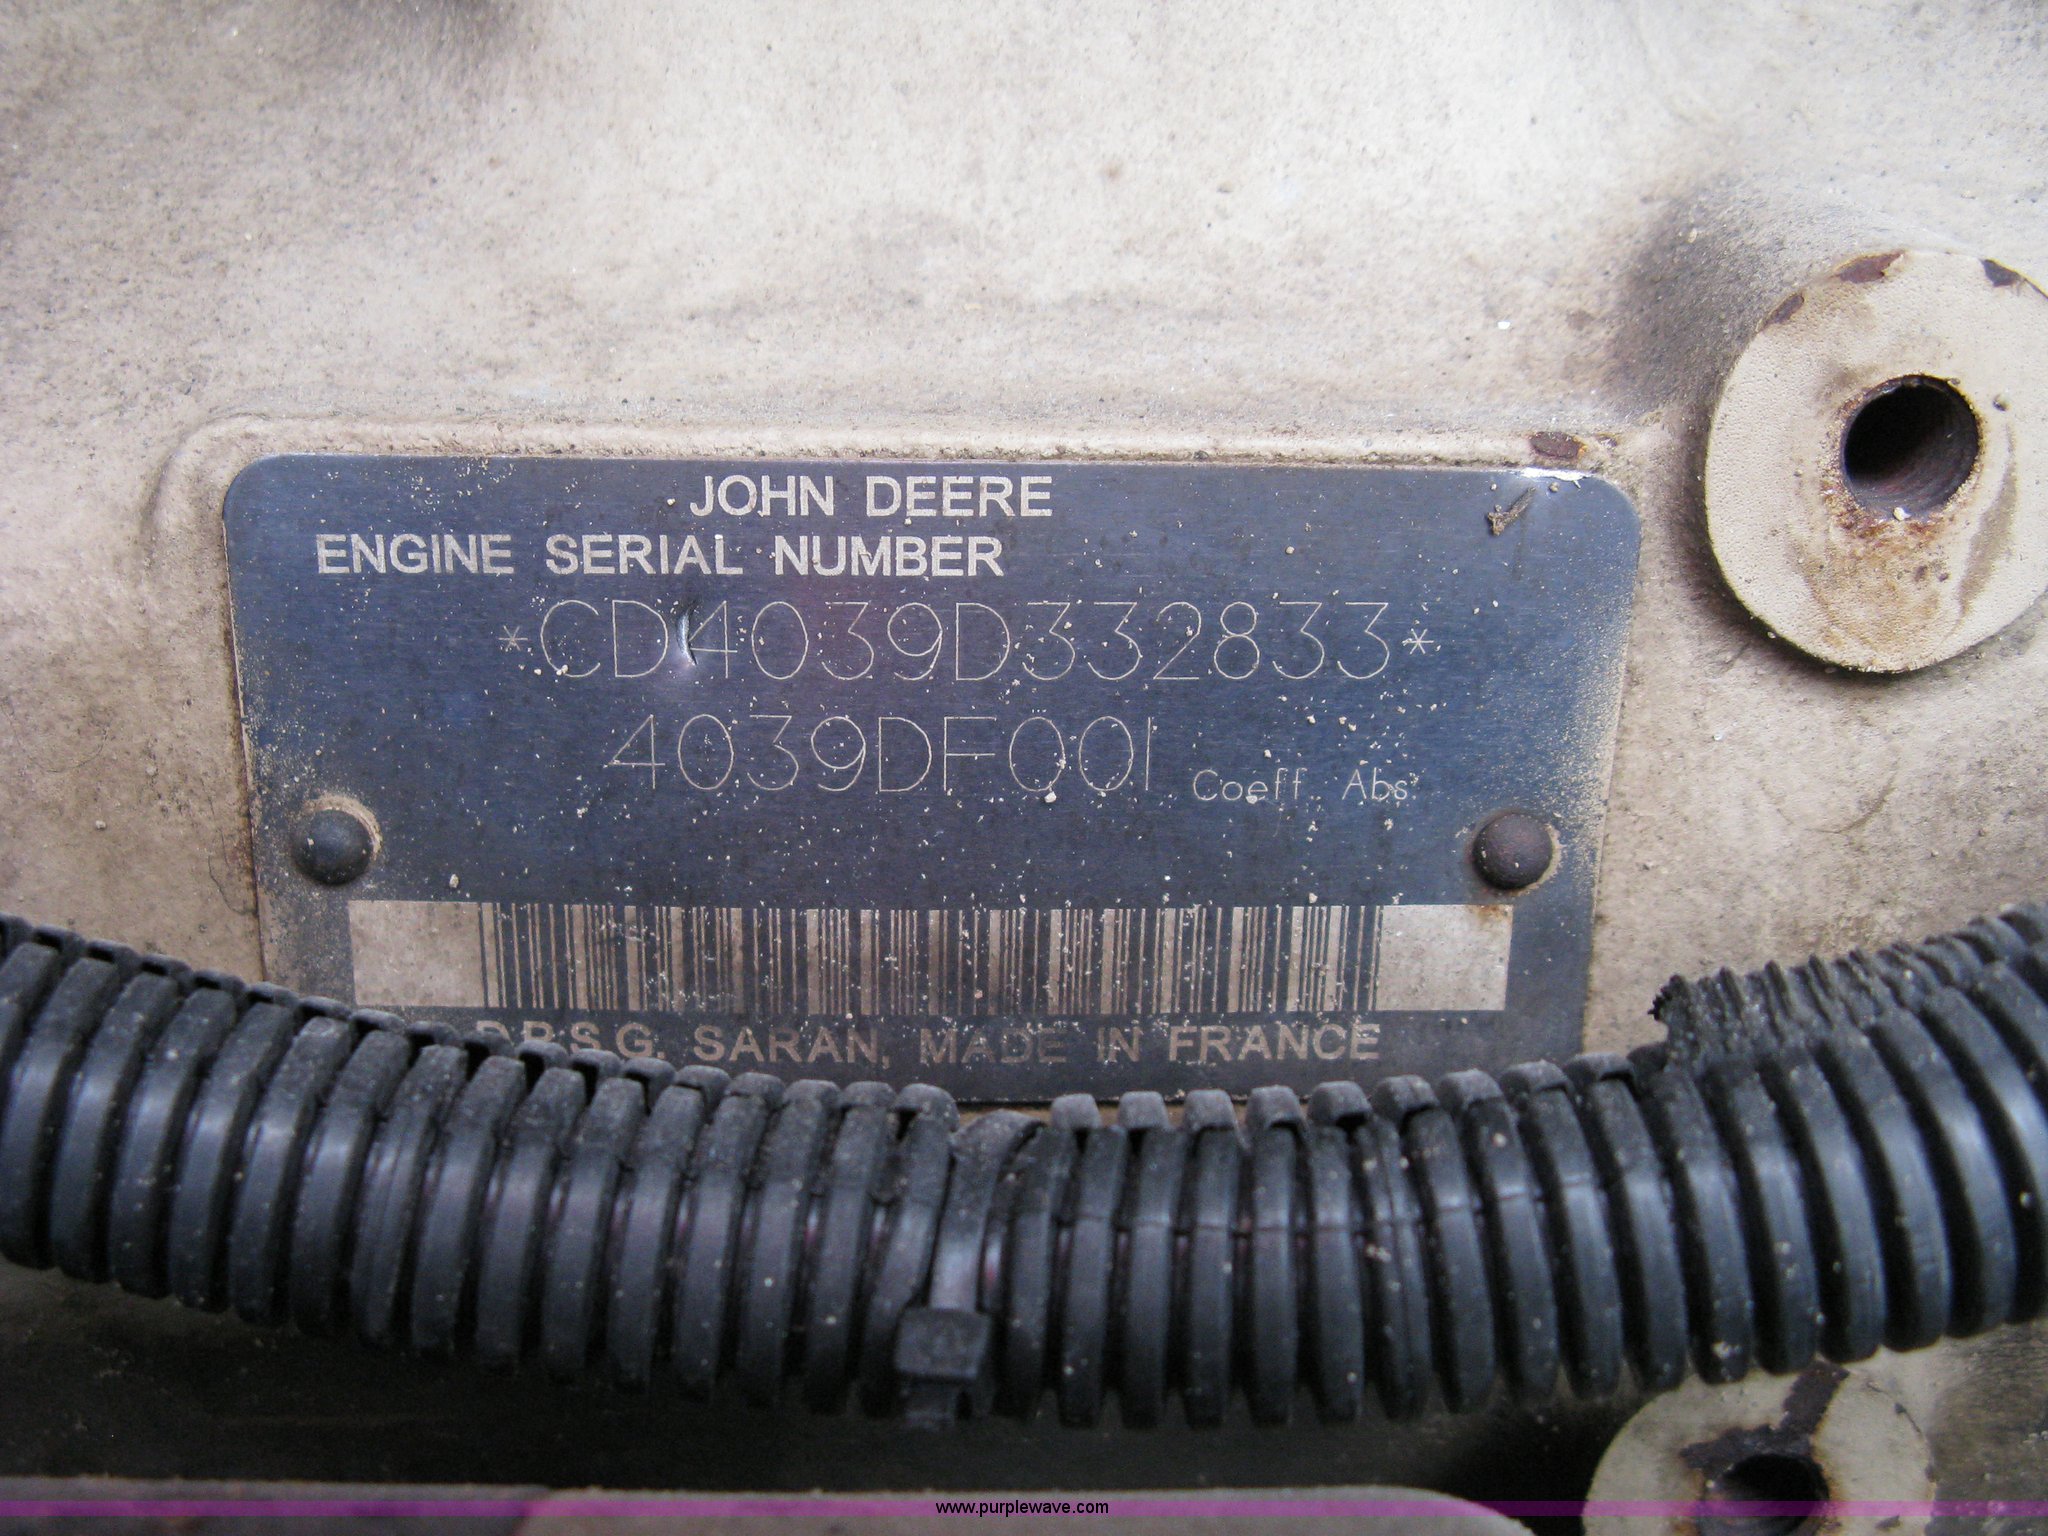 JOHN DEERE
ENGINE SERIAL NUMBER
*CD4039D332833*
4039DF001 Coeff. Abs:
D.P.S.G. SARAN, MADE IN FRANCE
www.purplewave.com